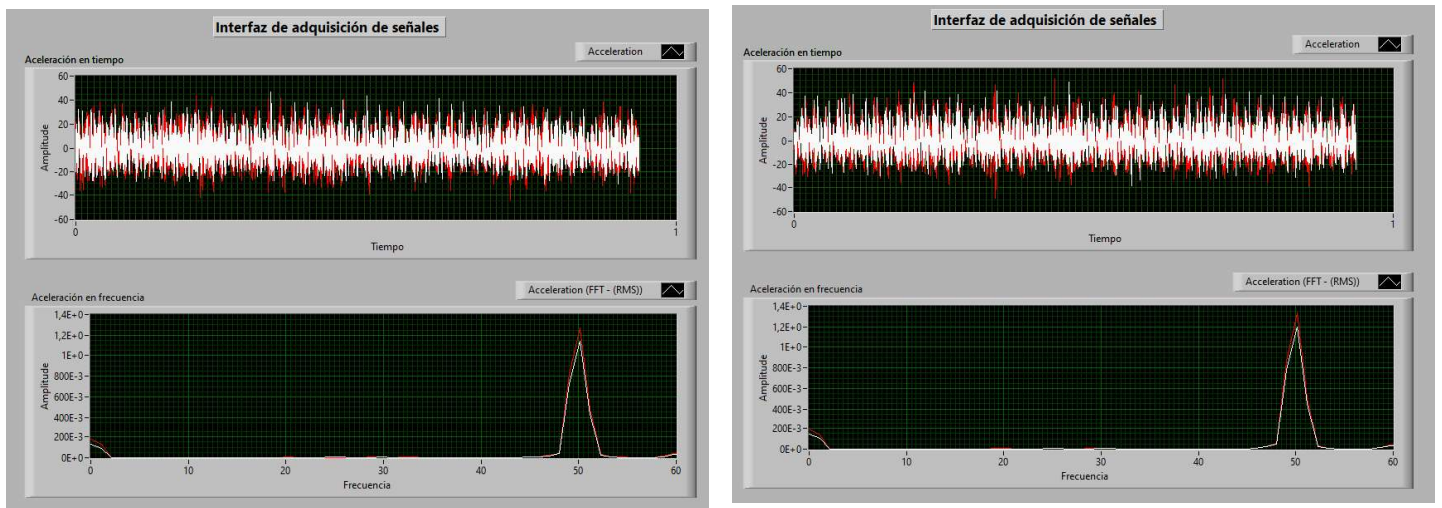 Interfaz de adquisición de señales
Acceleration
Aceleración en tiempo
60
40
20
0
-20
-40
-60
Amplitude
0
1
Tiempo
Acceleration (FFT - (RMS))
Aceleración en frecuencia
1,4E+0
1,2E+0
1E+0
800E-3
600E-3
400E-3
200E-3
0E+0
Amplitude
0
10
20
30
40
50
60
Frecuencia
Interfaz de adquisición de señales
Acceleration
Aceleración en tiempo
60
40
20
0
-20
-40
-60
Amplitude
0
1
Tiempo
Acceleration (FFT - (RMS))
Aceleración en frecuencia
1,4E+0
1,2E+0
1E+0
800E-3
600E-3
400E-3
200E-3
0E+0
Amplitude
0
10
20
30
40
50
60
Frecuencia